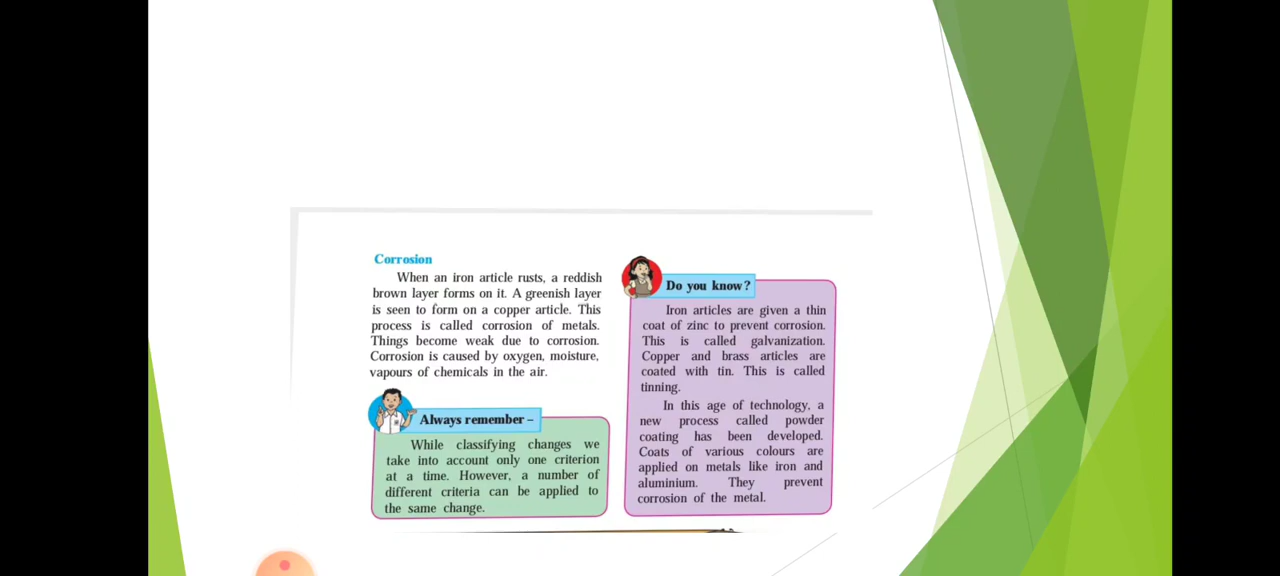 Corrosion
When an iron article rusts, a reddish
brown layer forms on it. A greenish layer
is seen to form on a copper article. This
process is called corrosion of metals.
Things become weak due to corrosion.
Corrosion is caused by oxygen, moisture,
vapours of chemicals in the air.
Always remember –
While classifying changes we
take into account only one criterion
at a time. However, a number of
different criteria can be applied to
the same change.
Do you know?
Iron articles are given a thin
coat of zinc to prevent corrosion.
This is called galvanization.
Copper and brass articles are
coated with tin. This is called
tinning.
In this age of technology, a
new process called powder
coating has been developed.
Coats of various colours are
applied on metals like iron and
aluminium. They prevent
corrosion of the metal.